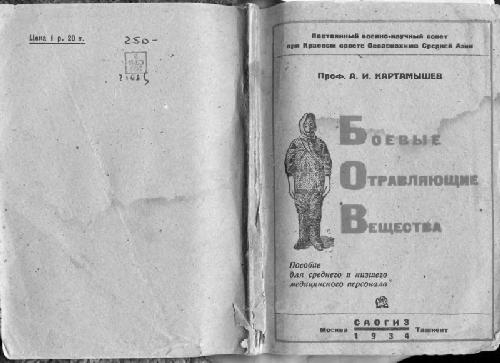 Цена 1 р. 20 к.
250-
Постоянный военно-научный совет
при Краевом совете Осоавиахима Средней Азии
Проф. А. И. КАРТАМЫШЕВ
БОЕВЫЕ
ОТРАВЛЯЮЩИЕ
ВЕЩЕСТВА
Пособие
для среднего и низшего
медицинского персонала
САОГИЗ
Москва 1934 Ташкент